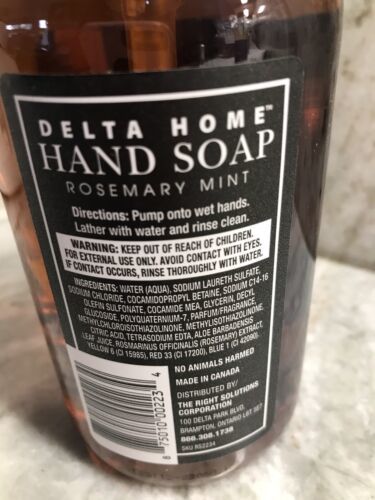 DELTA HOME™
HAND SOAP
ROSEMARY MINT
Directions: Pump onto wet hands.
Lather with water and rinse clean.
WARNING: KEEP OUT OF REACH OF CHILDREN.
FOR EXTERNAL USE ONLY. AVOID CONTACT WITH EYES.
IF CONTACT OCCURS, RINSE THOROUGHLY WITH WATER.
INGREDIENTS: WATER (AQUA), SODIUM LAURETH SULFATE,
SODIUM CHLORIDE, COCAMIDOPROPYL BETAINE, SODIUM C14-16
OLEFIN SULFONATE, COCAMIDE MEA, GLYCERIN, DECYL
GLUCOSIDE, POLYQUATERNIUM-7, PARFUM/FRAGRANCE,
METHYLCHLOROISOTHIAZOLINONE, METHYLISOTHIAZOLINONE,
CITRIC ACID, TETRASODIUM EDTA, ALOE BARBADENSIS
LEAF JUICE, ROSMARINUS OFFICINALIS (ROSEMARY) EXTRACT,
YELLOW 6 (CI 15985), RED 33 (CI 17200), BLUE 1 (CI 42090).
NO ANIMALS HARMED
MADE IN CANADA
DISTRIBUTED BY/
THE RIGHT SOLUTIONS
CORPORATION
100 DELTA PARK BLVD.
BRAMPTON, ONTARIO L6T 5E7
866.308.1738
SKU RS2234
75010 00223 4